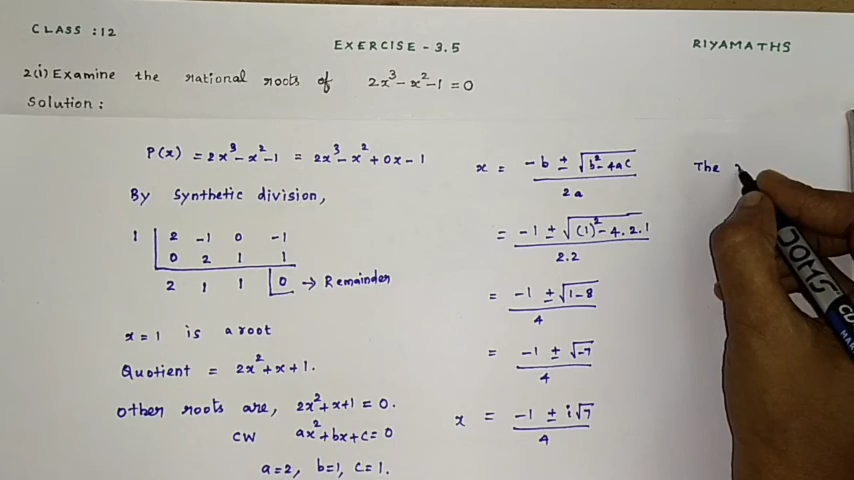 CLASS : 12
EXERCISE - 3.5
RIYAMATHS
2(i) Examine the rational roots of 2x³ - x² - 1 = 0
Solution :
P(x) = 2x³ - x² - 1 = 2x³ - x² + 0x - 1
By synthetic division,
1 | 2 -1 0 -1
0 2 1 1
2 1 1 | 0 → Remainder
x = 1 is a root
Quotient = 2x² + x + 1.
other roots are, 2x² + x + 1 = 0.
CW ax² + bx + c = 0
a = 2, b = 1, c = 1.
x = (-b ± √(b² - 4ac)) / 2a
= (-1 ± √((1)² - 4.2.1)) / 2.2
= (-1 ± √(1 - 8)) / 4
= (-1 ± √-7) / 4
x = (-1 ± i√7) / 4
The
DOMS